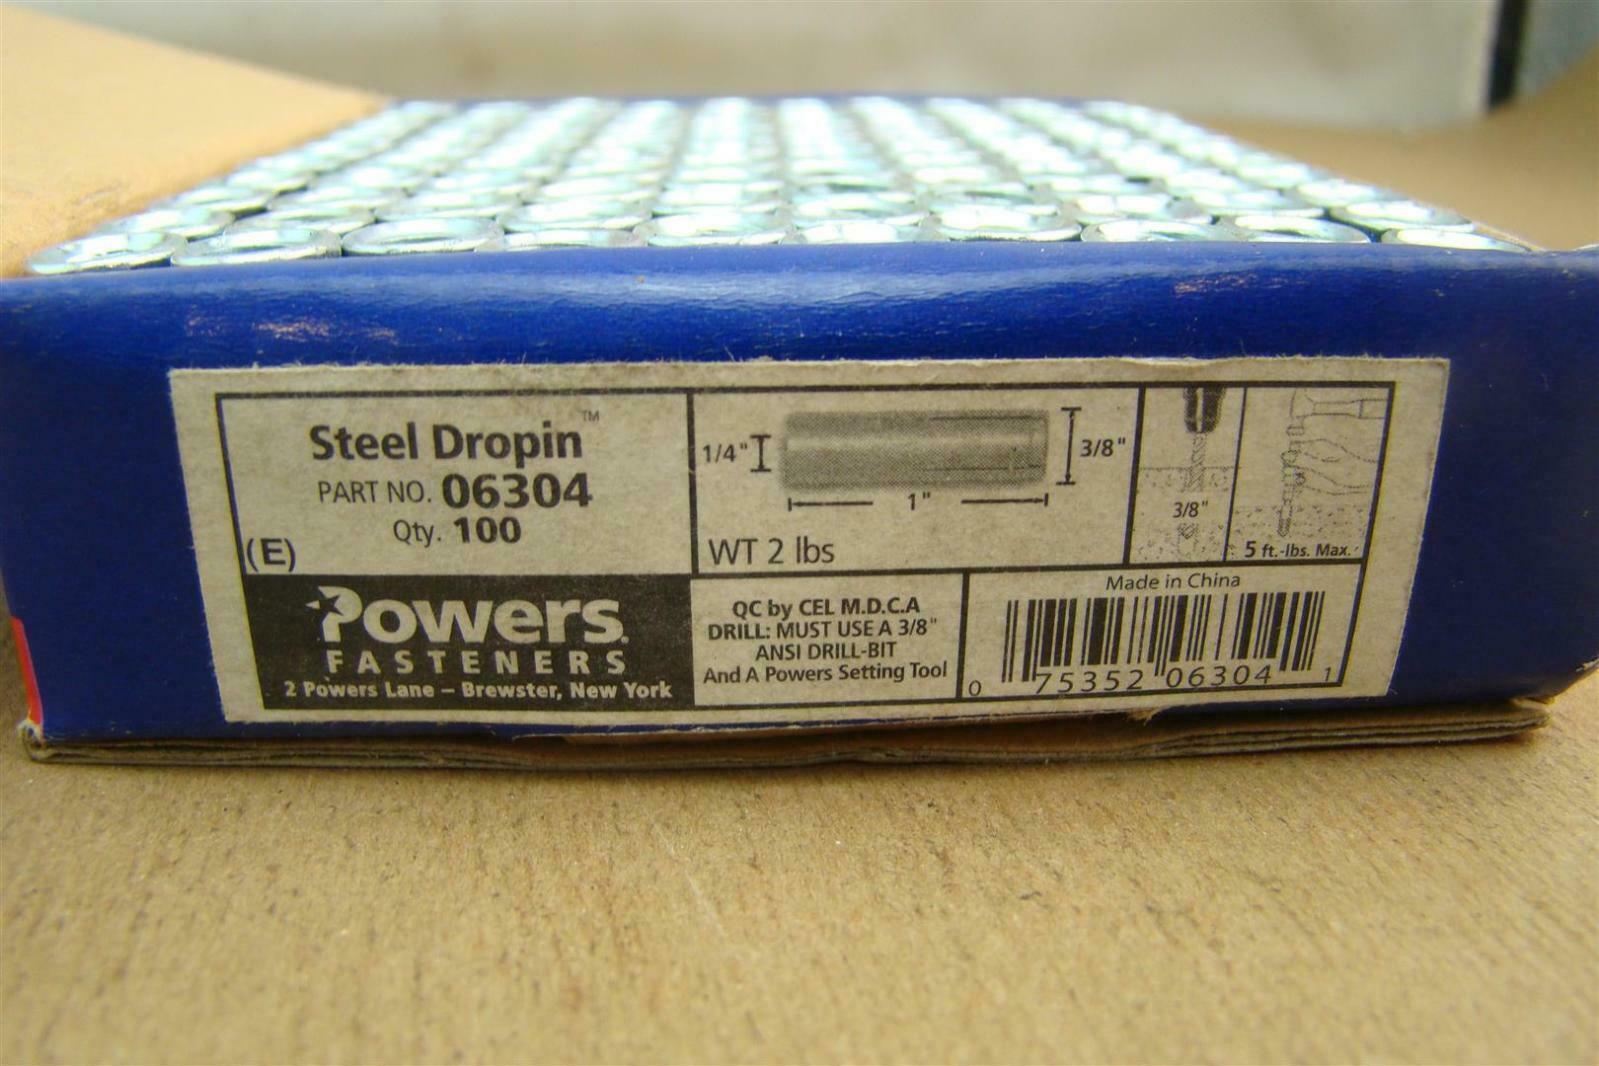 Steel Dropin™
PART NO. 06304
Qty. 100
(E)
1/4"
3/8"
1"
WT 2 lbs
3/8"
5 ft.-lbs. Max.
Powers
FASTENERS
2 Powers Lane – Brewster, New York
QC by CEL M.D.C.A
DRILL: MUST USE A 3/8"
ANSI DRILL-BIT
And A Powers Setting Tool
Made in China
0 75352 06304 1